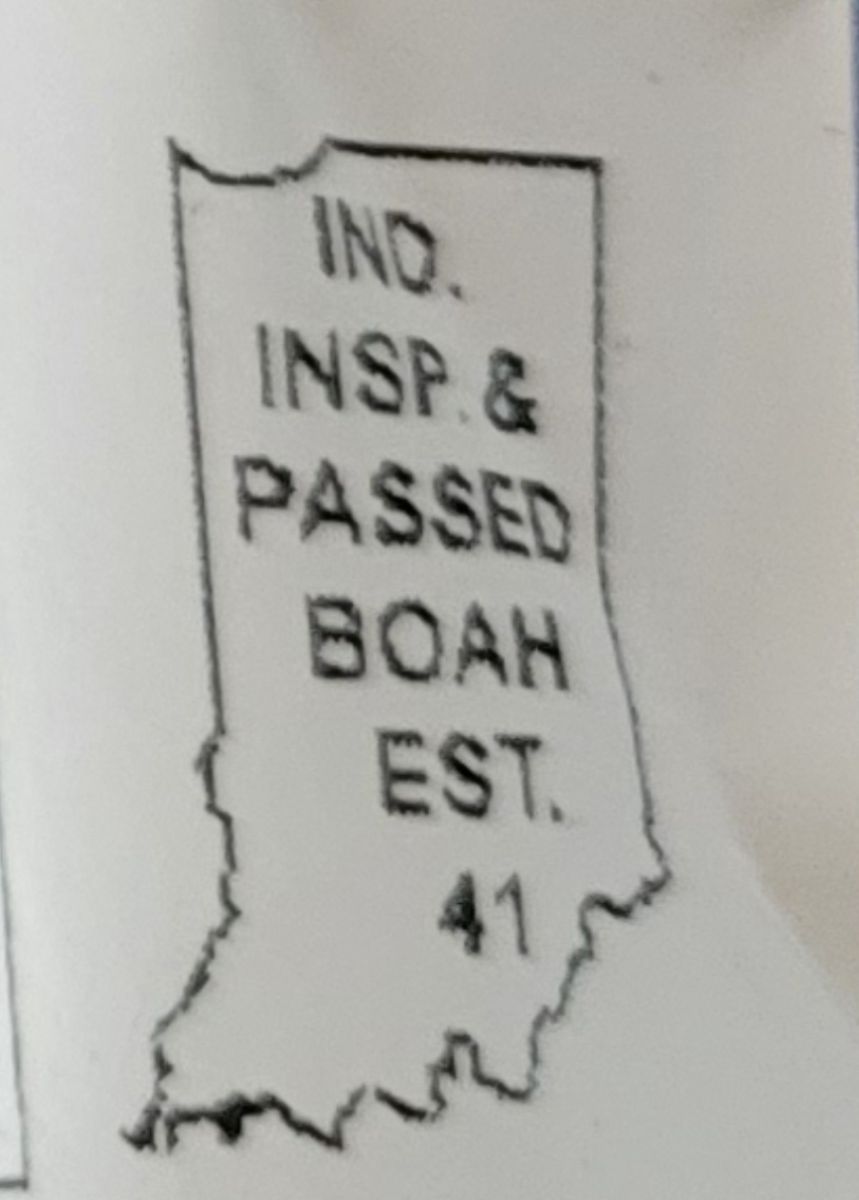 IND.
INSP. &
PASSED
BOAH
EST.
41